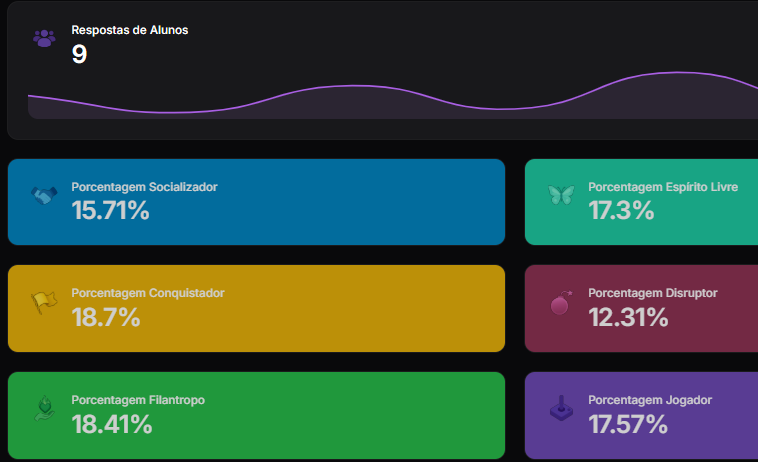 Respostas de Alunos
9
Porcentagem Socializador
15.71%
Porcentagem Espírito Livre
17.3%
Porcentagem Conquistador
18.7%
Porcentagem Disruptor
12.31%
Porcentagem Filantropo
18.41%
Porcentagem Jogador
17.57%